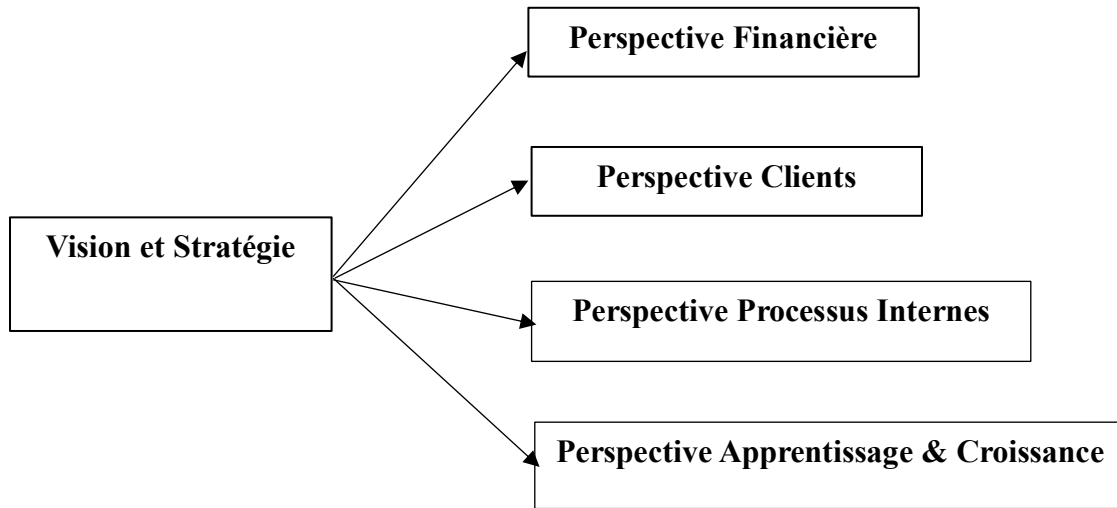 Perspective Financière
Perspective Clients
Vision et Stratégie
Perspective Processus Internes
Perspective Apprentissage & Croissance